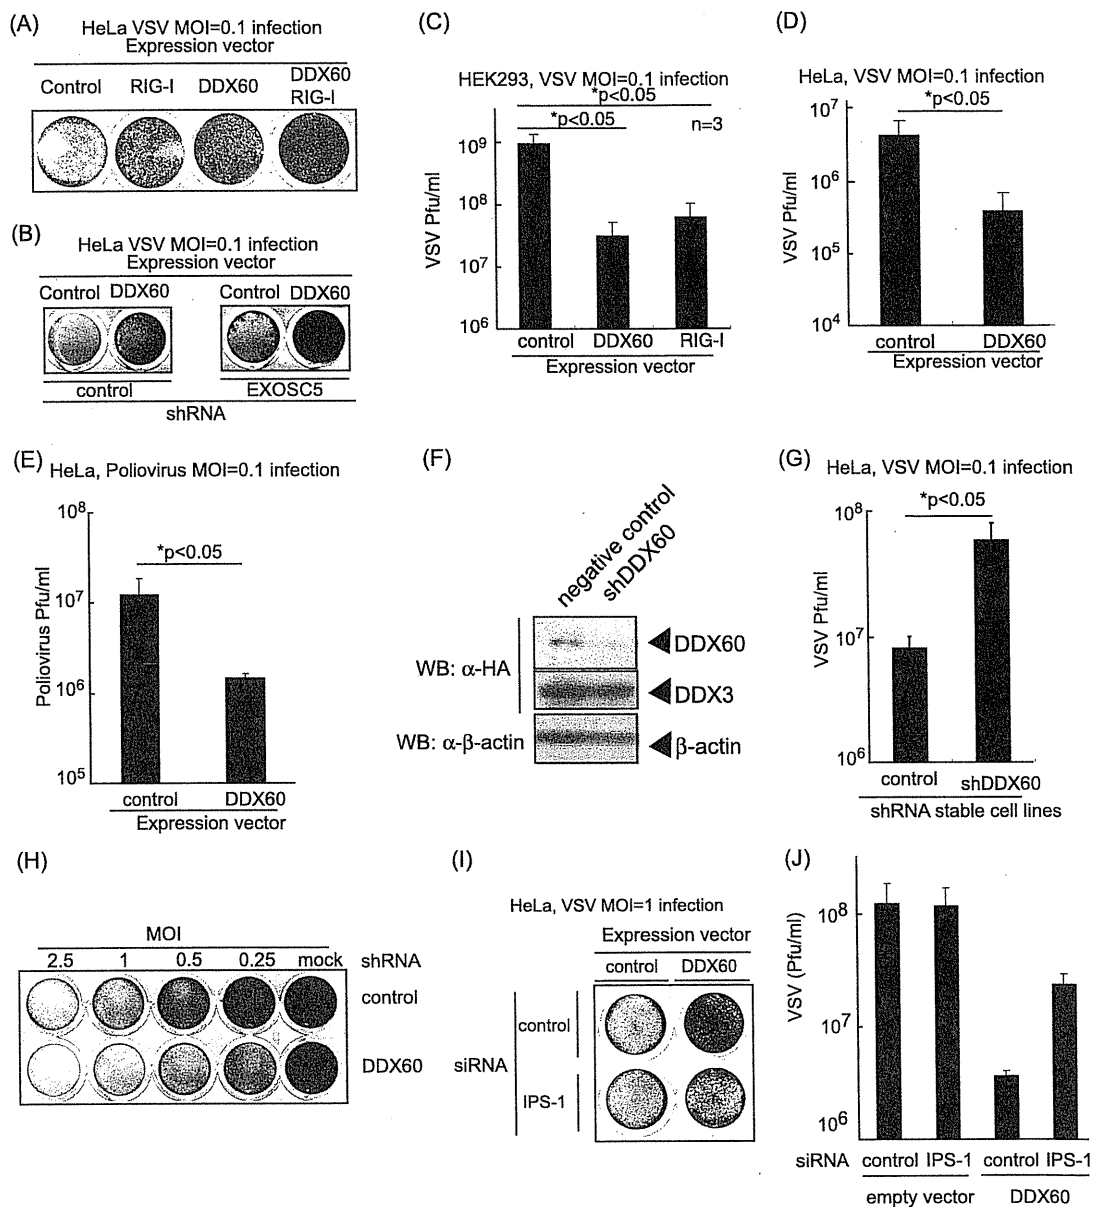 (A)
HeLa VSV MOI=0.1 infection
Expression vector
Control RIG-I DDX60 DDX60 RIG-I
(B)
HeLa VSV MOI=0.1 infection
Expression vector
Control DDX60 Control DDX60
control EXOSC5
shRNA
(C)
HEK293, VSV MOI=0.1 infection
*p<0.05
*p<0.05
n=3
VSV Pfu/ml
10⁹
10⁸
10⁷
10⁶
control DDX60 RIG-I
Expression vector
(D)
HeLa, VSV MOI=0.1 infection
*p<0.05
VSV Pfu/ml
10⁷
10⁶
10⁵
10⁴
control DDX60
Expression vector
(E)
HeLa, Poliovirus MOI=0.1 infection
*p<0.05
Poliovirus Pfu/ml
10⁸
10⁷
10⁶
10⁵
control DDX60
Expression vector
(F)
negative control
shDDX60
WB: α-HA
DDX60
DDX3
WB: α-β-actin
β-actin
(G)
HeLa, VSV MOI=0.1 infection
*p<0.05
VSV Pfu/ml
10⁸
10⁷
10⁶
control shDDX60
shRNA stable cell lines
(H)
MOI
2.5 1 0.5 0.25 mock shRNA
control
DDX60
(I)
HeLa, VSV MOI=1 infection
Expression vector
control DDX60
siRNA
control
IPS-1
(J)
VSV (Pfu/ml)
10⁸
10⁷
10⁶
siRNA control IPS-1 control IPS-1
empty vector DDX60